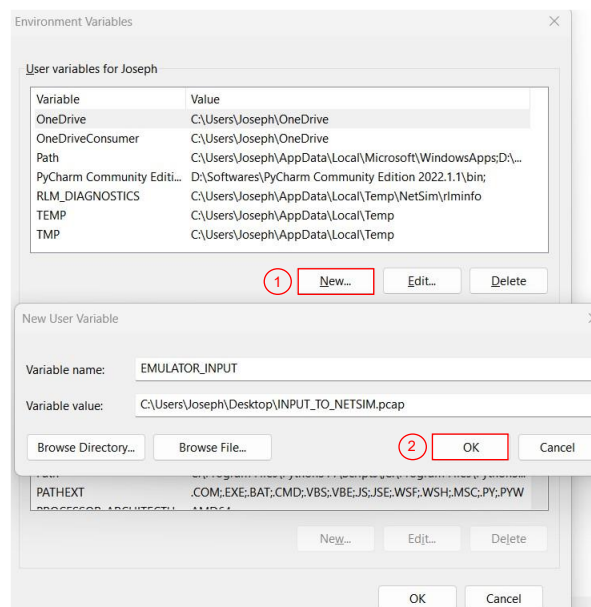 Environment Variables
User variables for Joseph
Variable Value
OneDrive C:\Users\Joseph\OneDrive
OneDriveConsumer C:\Users\Joseph\OneDrive
Path C:\Users\Joseph\AppData\Local\Microsoft\WindowsApps;D:\...
PyCharm Community Editi... D:\Softwares\PyCharm Community Edition 2022.1.1\bin;
RLM_DIAGNOSTICS C:\Users\Joseph\AppData\Local\Temp\NetSim\rlminfo
TEMP C:\Users\Joseph\AppData\Local\Temp
TMP C:\Users\Joseph\AppData\Local\Temp
1 New... Edit... Delete
New User Variable
Variable name: EMULATOR_INPUT
Variable value: C:\Users\Joseph\Desktop\INPUT_TO_NETSIM.pcap
Browse Directory... Browse File... 2 OK Cancel
PATHEXT .COM;.EXE;.BAT;.CMD;.VBS;.VBE;.JS;.JSE;.WSF;.WSH;.MSC;.PY;.PYW
New... Edit... Delete
OK Cancel